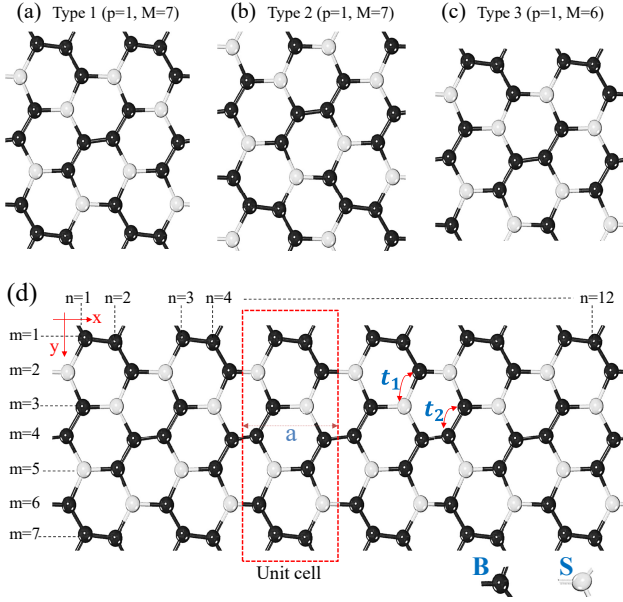 (a) Type 1 (p=1, M=7)
(b) Type 2 (p=1, M=7)
(c) Type 3 (p=1, M=6)
(d)
n=1 n=2 n=3 n=4 n=12
x
y
m=1
m=2
m=3
m=4
m=5
m=6
m=7
t₁
t₂
a
Unit cell
B S